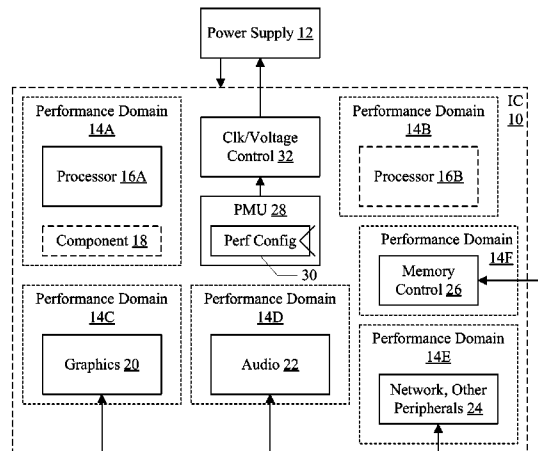 Power Supply 12
IC
10
Performance Domain
14A
Processor 16A
Component 18
Clk/Voltage
Control 32
PMU 28
Perf Config
30
Performance Domain
14B
Processor 16B
Performance Domain
14F
Memory
Control 26
Performance Domain
14C
Graphics 20
Performance Domain
14D
Audio 22
Performance Domain
14E
Network, Other
Peripherals 24